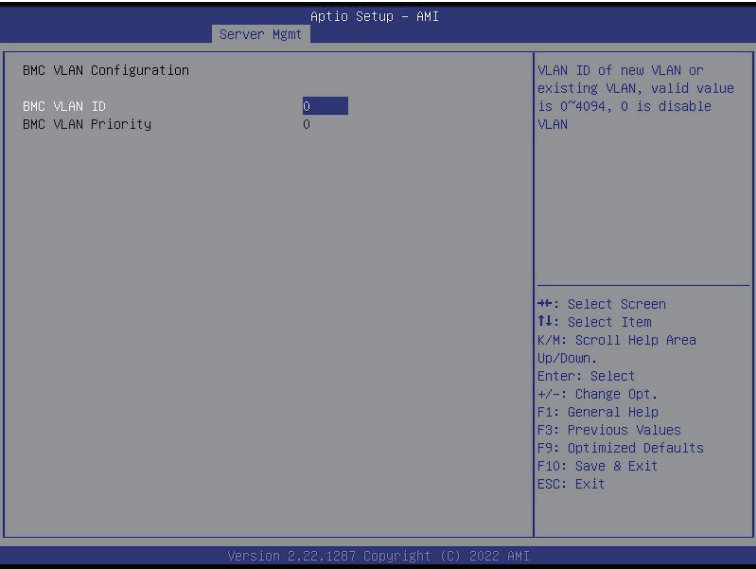 Aptio Setup – AMI
Server Mgmt
BMC VLAN Configuration
BMC VLAN ID 0
BMC VLAN Priority 0
VLAN ID of new VLAN or
existing VLAN, valid value
is 0~4094, 0 is disable
VLAN
→←: Select Screen
↑↓: Select Item
K/M: Scroll Help Area
Up/Down.
Enter: Select
+/-: Change Opt.
F1: General Help
F3: Previous Values
F9: Optimized Defaults
F10: Save & Exit
ESC: Exit
Version 2.22.1287 Copyright (C) 2022 AMI